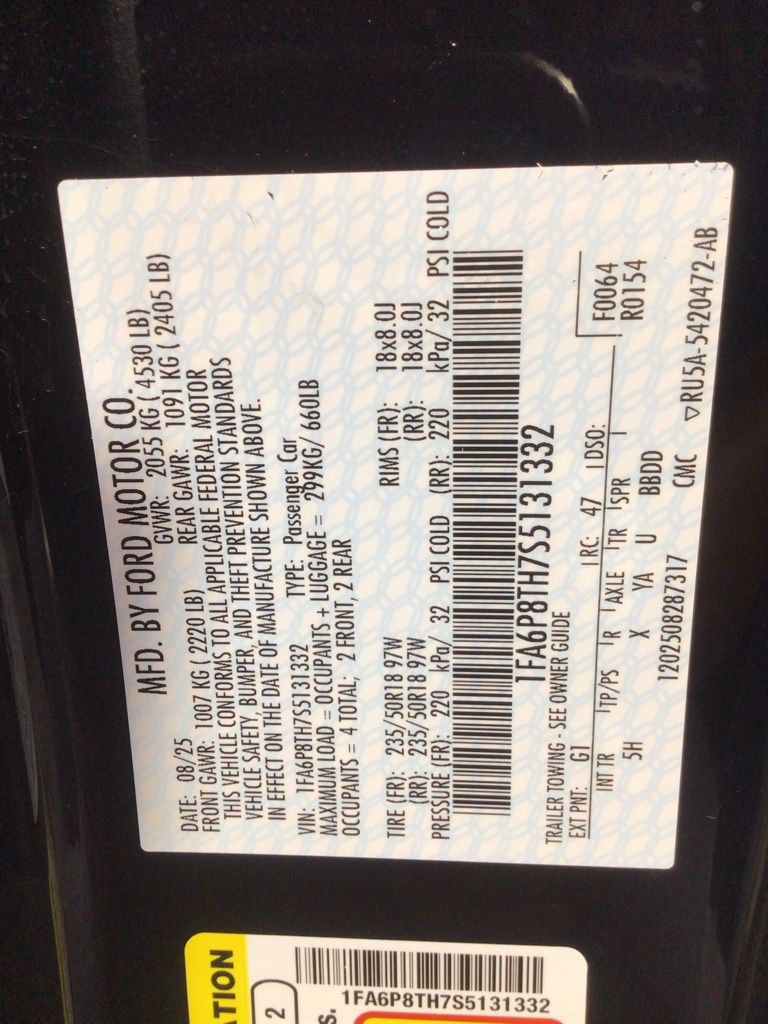 MFD. BY FORD MOTOR CO.
DATE: 08/25 GVWR: 2055 KG ( 4530 LB)
FRONT GAWR: 1007 KG ( 2220 LB) REAR GAWR: 1091 KG ( 2405 LB)
THIS VEHICLE CONFORMS TO ALL APPLICABLE FEDERAL MOTOR
VEHICLE SAFETY, BUMPER, AND THEFT PREVENTION STANDARDS
IN EFFECT ON THE DATE OF MANUFACTURE SHOWN ABOVE.
VIN: 1FA6P8TH7S5131332 TYPE: Passenger Car
MAXIMUM LOAD = OCCUPANTS + LUGGAGE = 299KG/ 660LB
OCCUPANTS = 4 TOTAL; 2 FRONT, 2 REAR
TIRE (FR): 235/50R18 97W RIMS (FR): 18x8.0J
(RR): 235/50R18 97W (RR): 18x8.0J
PRESSURE (FR): 220 kPa/ 32 PSI COLD (RR): 220 kPa/ 32 PSI COLD
1FA6P8TH7S5131332
TRAILER TOWING - SEE OWNER GUIDE
EXT PNT: G1 RC: 47 DSO:
INT TR TP/PS R AXLE TR SPR F0064
5H X YA U BBDD R0154
1202508287317 CMC ▽RU5A-5420472-AB
TION
2
s.
1FA6P8TH7S5131332